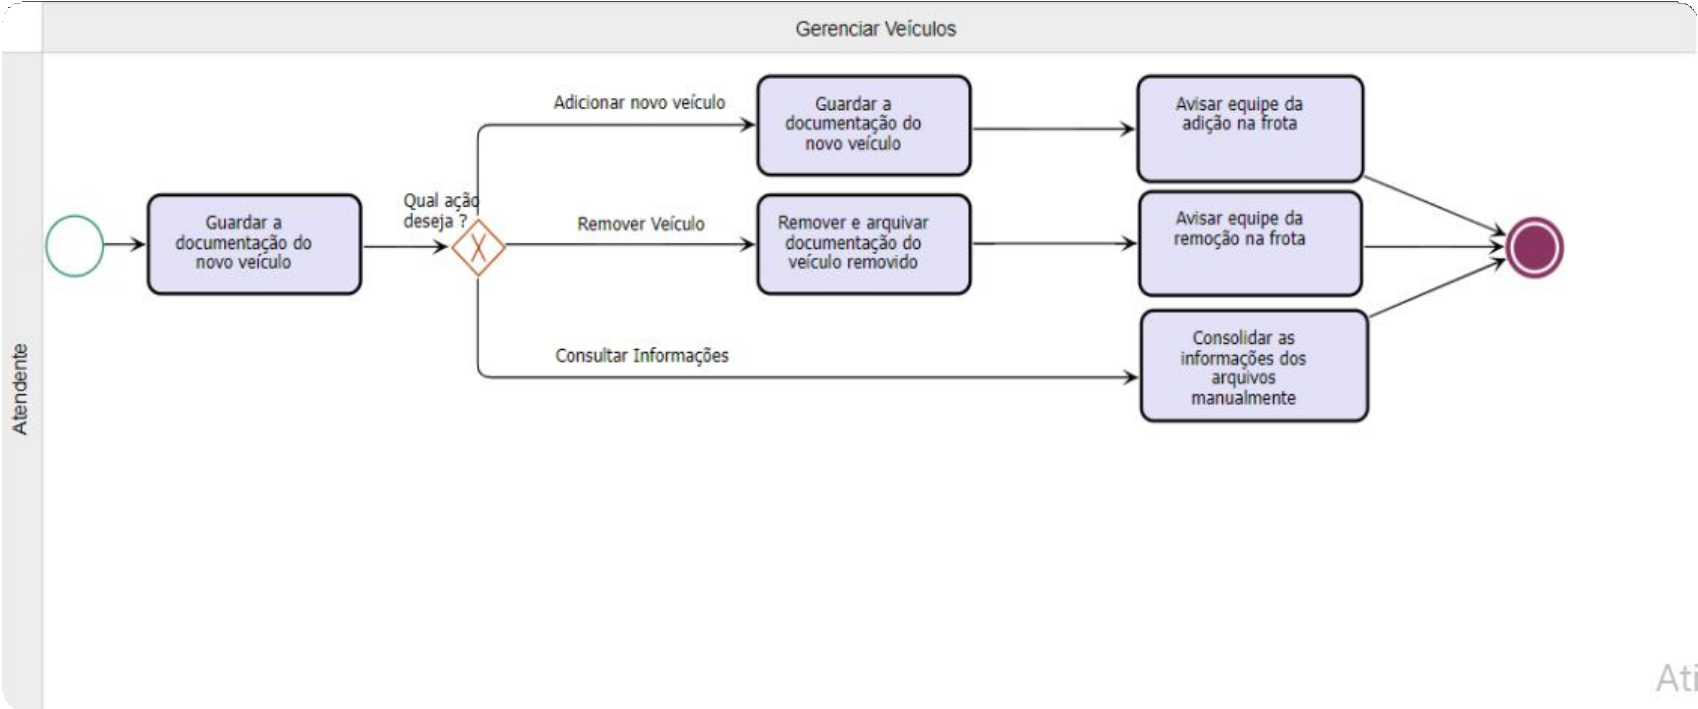 Gerenciar Veículos
Atendente
Guardar a
documentação do
novo veículo
Qual ação
deseja ?
Adicionar novo veículo
Guardar a
documentação do
novo veículo
Avisar equipe da
adição na frota
Remover Veículo
Remover e arquivar
documentação do
veículo removido
Avisar equipe da
remoção na frota
Consultar Informações
Consolidar as
informações dos
arquivos
manualmente
Ati